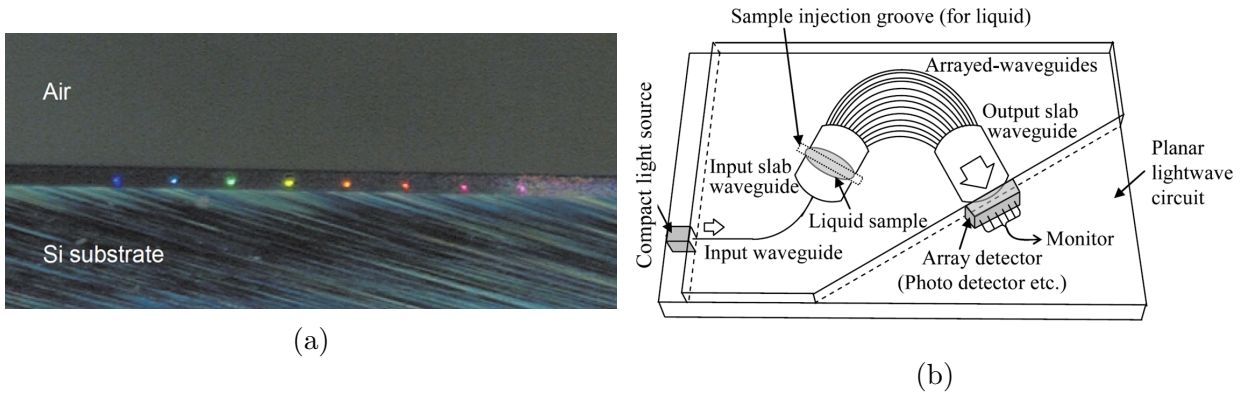 Air
Si substrate
(a)
Sample injection groove (for liquid)
Arrayed-waveguides
Output slab
waveguide
Compact light source
Input slab
waveguide
Planar
lightwave
circuit
Liquid sample
Input waveguide
Monitor
Array detector
(Photo detector etc.)
(b)